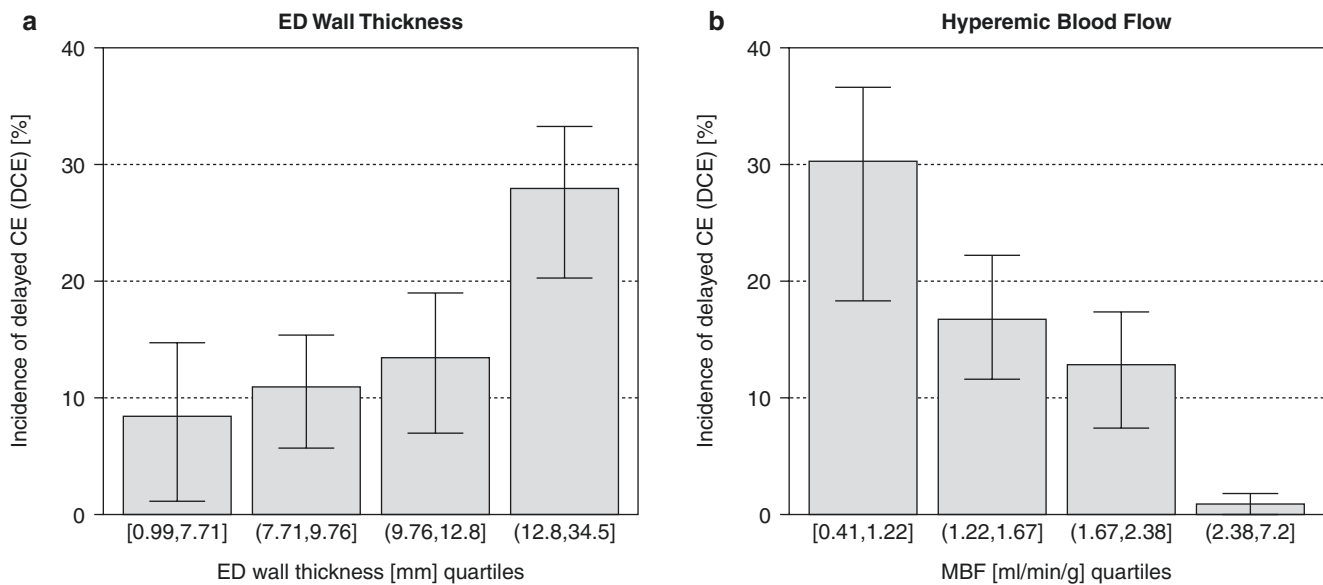 a
ED Wall Thickness
Incidence of delayed CE (DCE) [%]
40
30
20
10
0
[0.99,7.71]
(7.71,9.76]
(9.76,12.8]
(12.8,34.5]
ED wall thickness [mm] quartiles
b
Hyperemic Blood Flow
Incidence of delayed CE (DCE) [%]
40
30
20
10
0
[0.41,1.22]
(1.22,1.67]
(1.67,2.38]
(2.38,7.2]
MBF [ml/min/g] quartiles